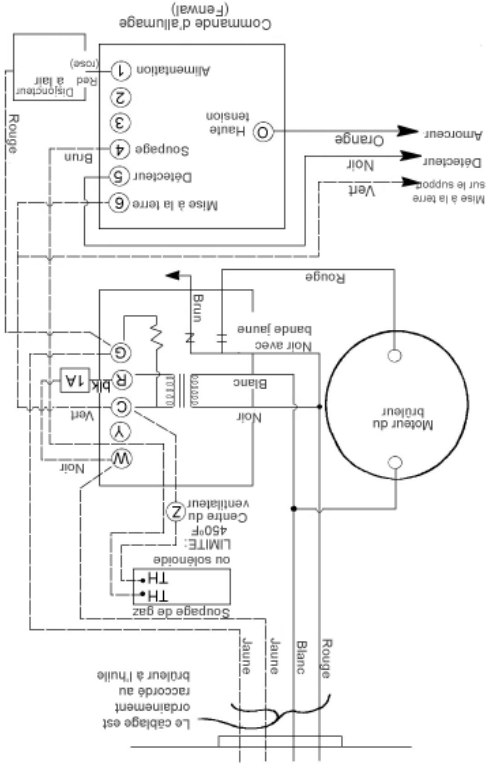 Le câblage est
ordainement
raccordé au
brûleur à l'huile
Rouge
Blanc
Jaune
Jaune
Soupage de gaz
TH
TH
ou solénoide
LIMITE:
450°F
Centre du
ventilateur
Z
Moteur du
brûleur
Noir
Blanc
Noir avec
bande jaune
Brun
Rouge
W
Noir
Y
C
Vert
R
blk
1A
G
Mise à la terre
sur le support
Vert
Détecteur
Noir
Amorceur
Orange
Haute
tension
O
6 Mise à la terre
5 Détecteur
4 Soupage
Brun
3
2
1 Alimentation
Rouge
Disjoncteur
à lair
Red
(rose)
Commande d'allumage
(Fenwal)